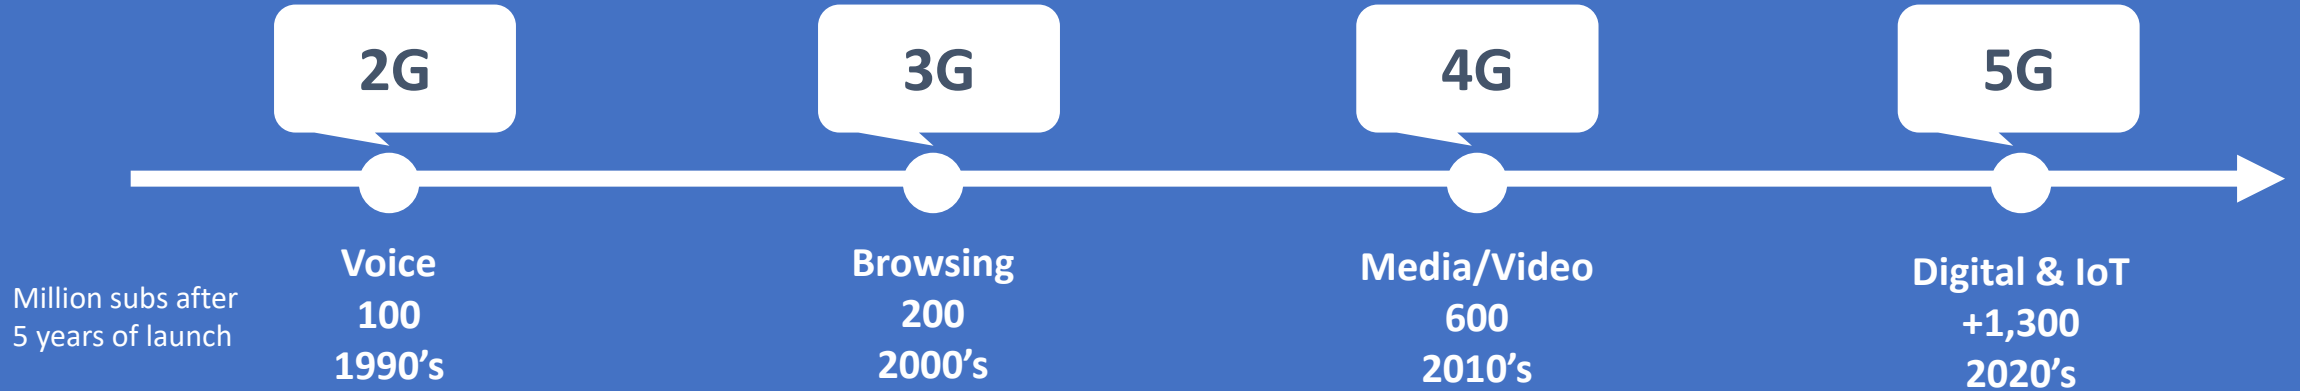 2G
3G
4G
5G
Million subs after
5 years of launch
Voice
100
1990’s
Browsing
200
2000’s
Media/Video
600
2010’s
Digital & IoT
+1,300
2020’s